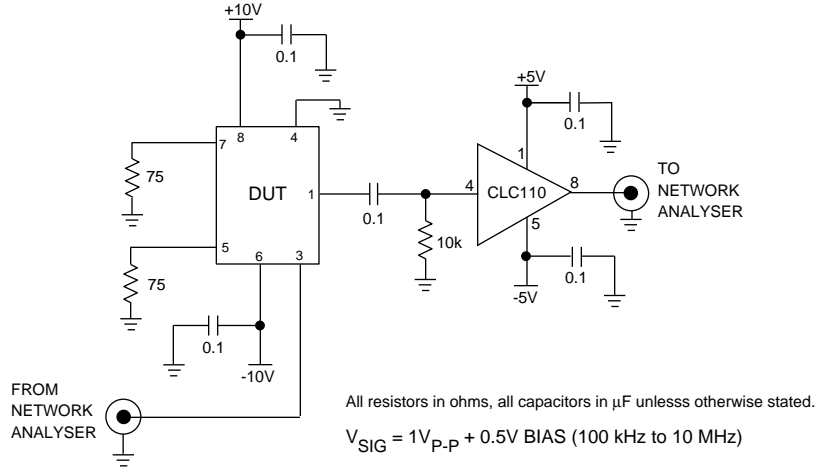 +10V
0.1
+5V
0.1
7
8
4
75
DUT
1
0.1
4
1
CLC110
8
5
TO
NETWORK
ANALYSER
10k
5
6
3
75
0.1
-10V
0.1
-5V
FROM
NETWORK
ANALYSER
All resistors in ohms, all capacitors in µF unlesss otherwise stated.
VSIG = 1VP-P + 0.5V BIAS (100 kHz to 10 MHz)